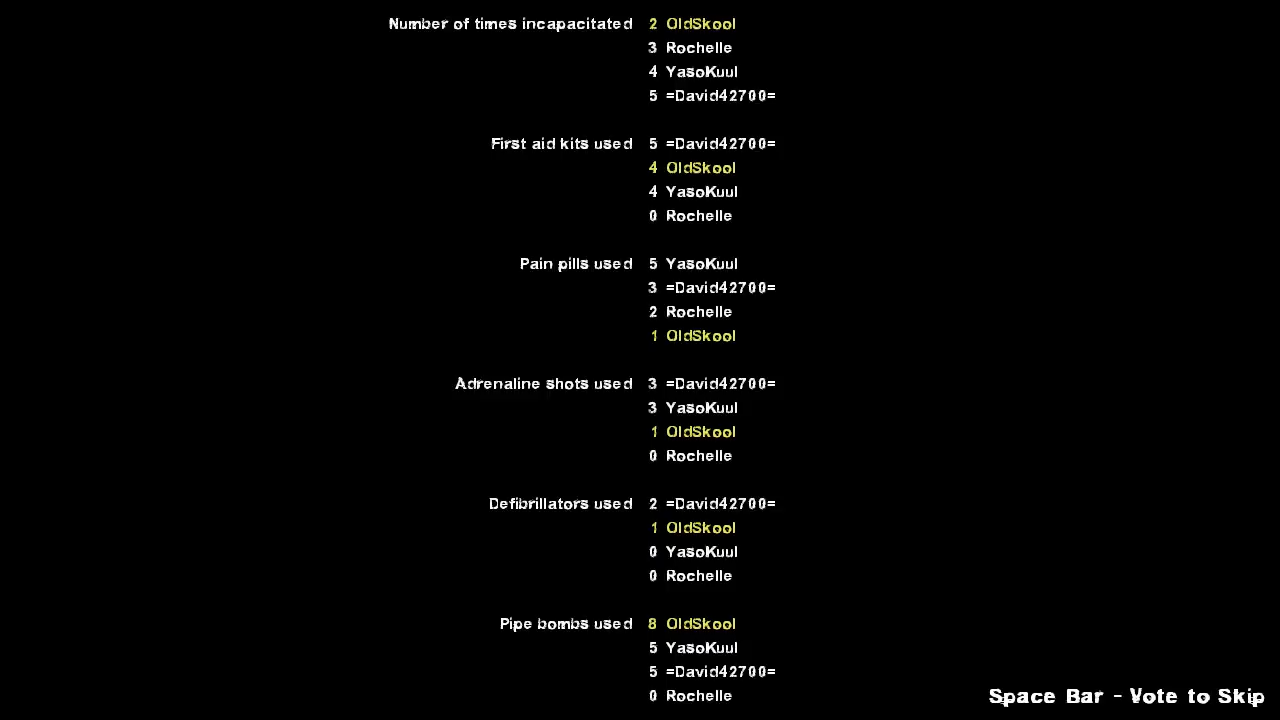 Number of times incapacitated 2 OldSkool
3 Rochelle
4 YasoKuul
5 =David42700=
First aid kits used 5 =David42700=
4 OldSkool
4 YasoKuul
0 Rochelle
Pain pills used 5 YasoKuul
3 =David42700=
2 Rochelle
1 OldSkool
Adrenaline shots used 3 =David42700=
3 YasoKuul
1 OldSkool
0 Rochelle
Defibrillators used 2 =David42700=
1 OldSkool
0 YasoKuul
0 Rochelle
Pipe bombs used 8 OldSkool
5 YasoKuul
5 =David42700=
0 Rochelle
Space Bar - Vote to Skip